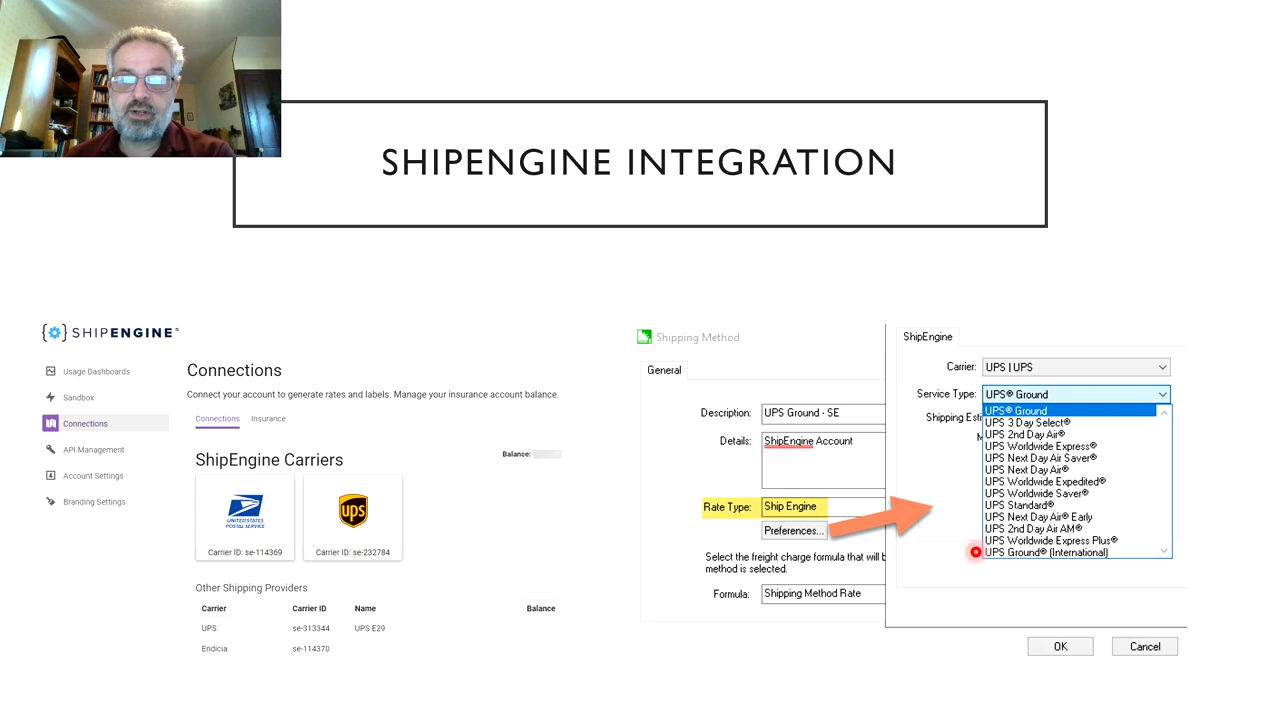 SHIPENGINE INTEGRATION
SHIPENGINE®
Usage Dashboards
Sandbox
Connections
API Management
Account Settings
Branding Settings
Connections
Connect your account to generate rates and labels. Manage your insurance account balance.
Connections Insurance
ShipEngine Carriers
Balance:
UNITED STATES
POSTAL SERVICE
Carrier ID: se-114369
ups
Carrier ID: se-232784
Other Shipping Providers
Carrier Carrier ID Name Balance
UPS se-313344 UPS E29
Endicia se-114370
Shipping Method
General
Description: UPS Ground - SE
Details: ShipEngine Account
Rate Type: Ship Engine
Preferences...
Select the freight charge formula that will b
method is selected.
Formula: Shipping Method Rate
ShipEngine
Carrier: UPS | UPS
Service Type: UPS® Ground
Shipping Esti
M
UPS® Ground
UPS 3 Day Select®
UPS 2nd Day Air®
UPS Worldwide Express®
UPS Next Day Air Saver®
UPS Next Day Air®
UPS Worldwide Expedited®
UPS Worldwide Saver®
UPS Standard®
UPS Next Day Air® Early
UPS 2nd Day Air AM®
UPS Worldwide Express Plus®
UPS Ground® (International)
OK Cancel